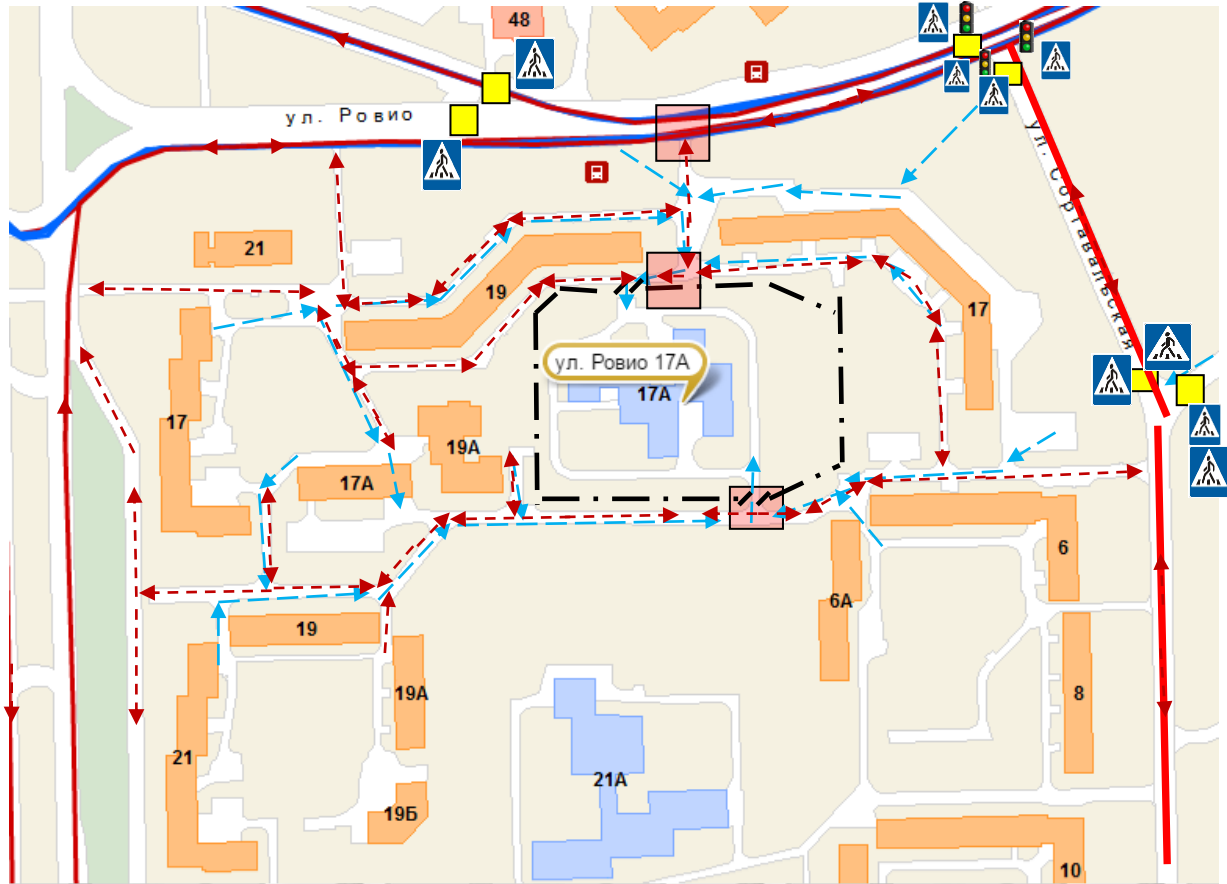 48
ул. Ровио
ул. Сортавальская
21
19
17
ул. Ровио 17А
17А
17
19А
17А
6
6А
19
19А
8
21
21А
19Б
10